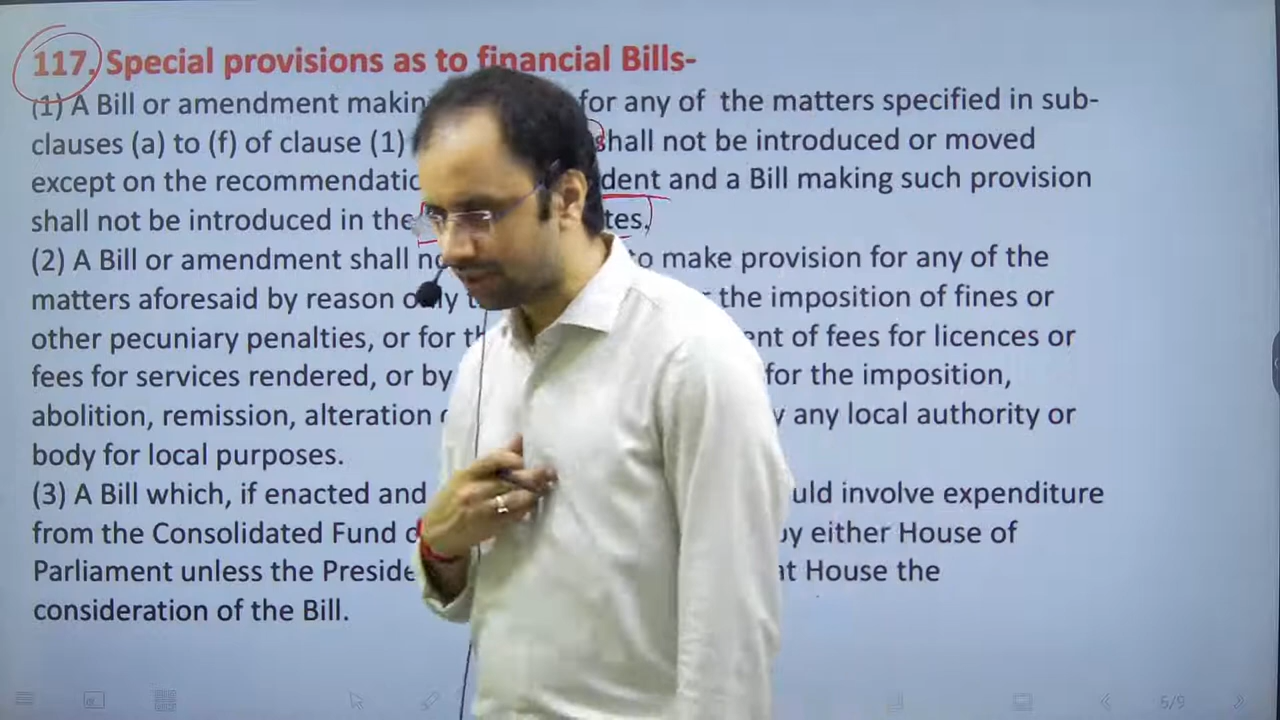 117. Special provisions as to financial Bills-
(1) A Bill or amendment makin for any of the matters specified in sub-
clauses (a) to (f) of clause (1) shall not be introduced or moved
except on the recommendatio dent and a Bill making such provision
shall not be introduced in the tes.
(2) A Bill or amendment shall no to make provision for any of the
matters aforesaid by reason only t the imposition of fines or
other pecuniary penalties, or for th ent of fees for licences or
fees for services rendered, or by for the imposition,
abolition, remission, alteration o y any local authority or
body for local purposes.
(3) A Bill which, if enacted and uld involve expenditure
from the Consolidated Fund o by either House of
Parliament unless the Preside at House the
consideration of the Bill.
5/9